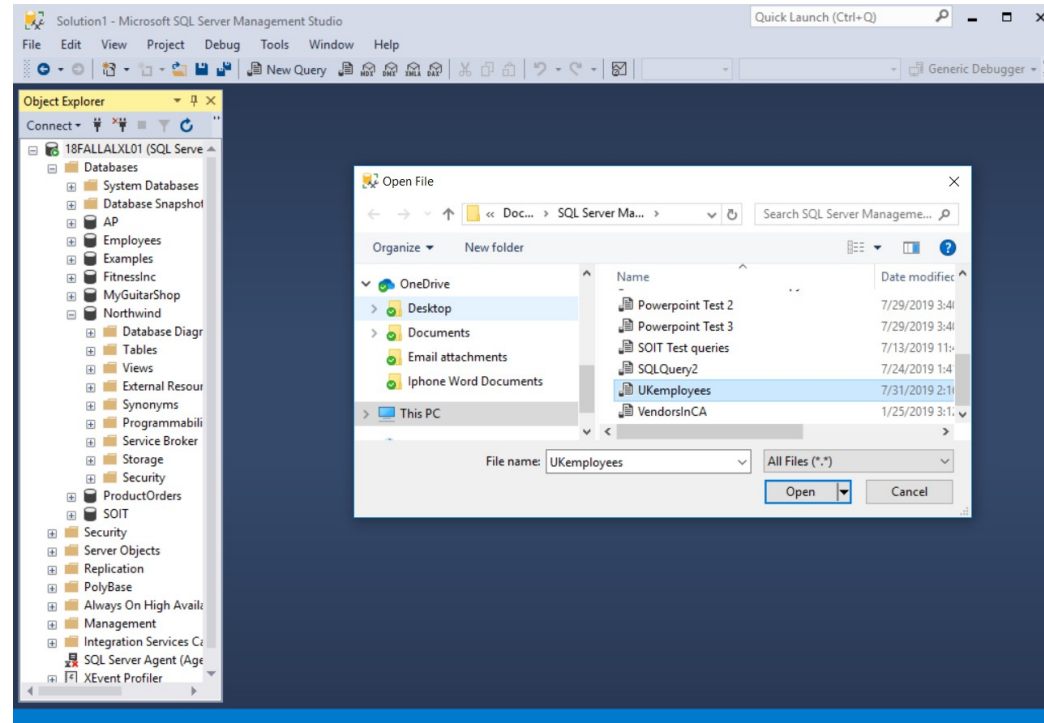 Solution1 - Microsoft SQL Server Management Studio
Quick Launch (Ctrl+Q)
File Edit View Project Debug Tools Window Help
New Query
MDX DMX XMLA DAX
Generic Debugger
Object Explorer
Connect
18FALLALXL01 (SQL Serve
Databases
System Databases
Database Snapshot
AP
Employees
Examples
FitnessInc
MyGuitarShop
Northwind
Database Diagr
Tables
Views
External Resour
Synonyms
Programmabili
Service Broker
Storage
Security
ProductOrders
SOIT
Security
Server Objects
Replication
PolyBase
Always On High Availa
Management
Integration Services Ca
SQL Server Agent (Age
XEvent Profiler
Open File
« Doc... > SQL Server Ma... >
Search SQL Server Manageme...
Organize New folder
OneDrive
Desktop
Documents
Email attachments
Iphone Word Documents
This PC
Name Date modified
Powerpoint Test 2 7/29/2019 3:4
Powerpoint Test 3 7/29/2019 3:4
SOIT Test queries 7/13/2019 11:
SQLQuery2 7/24/2019 1:4
UKemployees 7/31/2019 2:1
VendorsInCA 1/25/2019 3:1
File name: UKemployees All Files (*.*)
Open Cancel